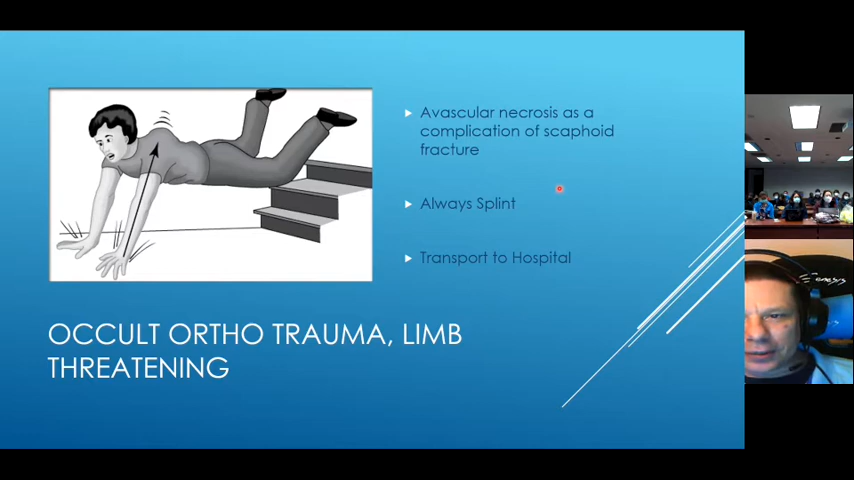 Avascular necrosis as a
complication of scaphoid
fracture
Always Splint
Transport to Hospital
OCCULT ORTHO TRAUMA, LIMB
THREATENING